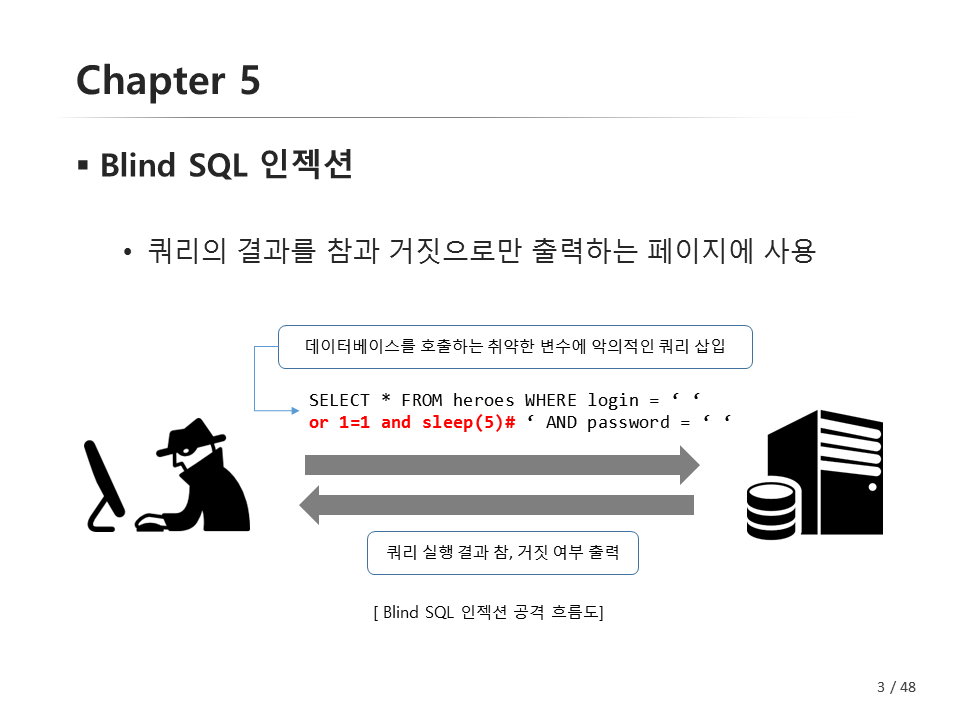 Chapter 5
▪ Blind SQL 인젝션
• 쿼리의 결과를 참과 거짓으로만 출력하는 페이지에 사용
데이터베이스를 호출하는 취약한 변수에 악의적인 쿼리 삽입
SELECT * FROM heroes WHERE login = ‘ ‘
or 1=1 and sleep(5)# ‘ AND password = ‘ ‘
쿼리 실행 결과 참, 거짓 여부 출력
[ Blind SQL 인젝션 공격 흐름도]
3 / 48